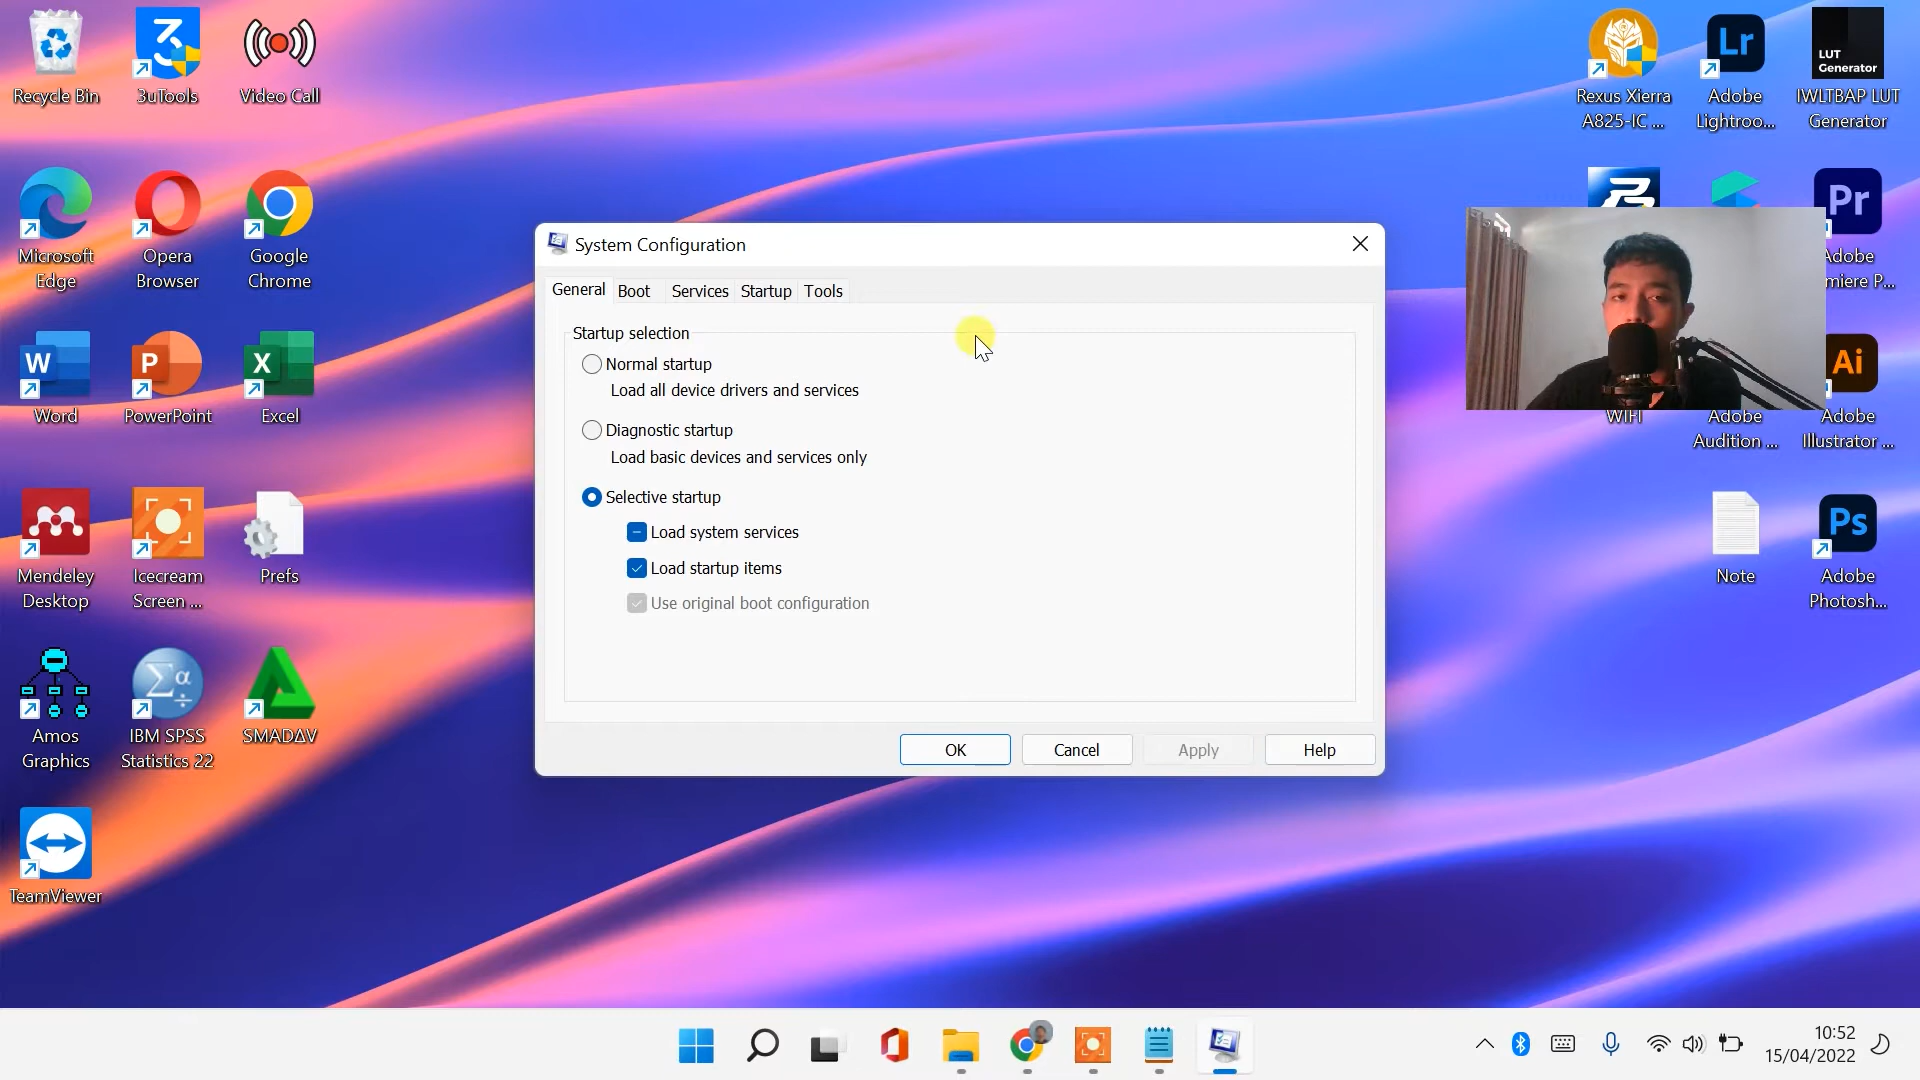 Recycle Bin
3uTools
Video Call
Microsoft
Edge
Opera
Browser
Google
Chrome
W
Word
P
PowerPoint
X
Excel
Mendeley
Desktop
Icecream
Screen ...
Prefs
Amos
Graphics
Σα
IBM SPSS
Statistics 22
SMADΔV
TeamViewer
System Configuration
General
Boot
Services
Startup
Tools
Startup selection
Normal startup
Load all device drivers and services
Diagnostic startup
Load basic devices and services only
Selective startup
Load system services
Load startup items
Use original boot configuration
OK
Cancel
Apply
Help
Rexus Xierra
A825-IC ...
Lr
Adobe
Lightroo...
LUT
Generator
IWLTBAP LUT
Generator
Pr
Adobe
miere P...
WIFI
Adobe
Audition ...
Ai
Adobe
Illustrator ...
Note
Ps
Adobe
Photosh...
10:52
15/04/2022